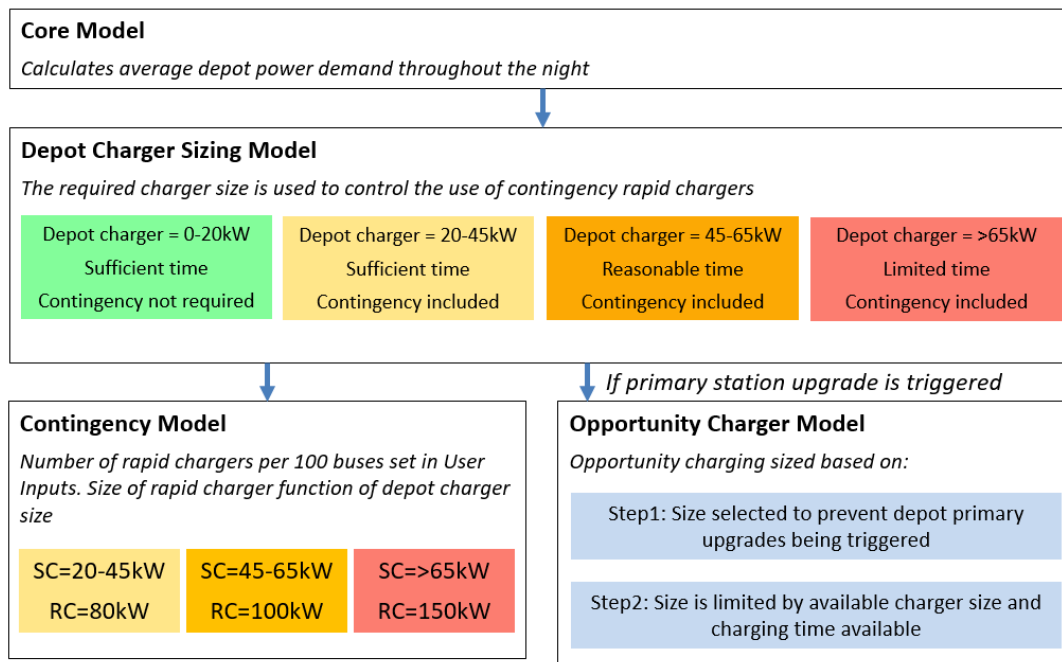 Core Model
Calculates average depot power demand throughout the night
Depot Charger Sizing Model
The required charger size is used to control the use of contingency rapid chargers
Depot charger = 0-20kW
Sufficient time
Contingency not required
Depot charger = 20-45kW
Sufficient time
Contingency included
Depot charger = 45-65kW
Reasonable time
Contingency included
Depot charger = >65kW
Limited time
Contingency included
If primary station upgrade is triggered
Contingency Model
Number of rapid chargers per 100 buses set in User
Inputs. Size of rapid charger function of depot charger
size
SC=20-45kW
RC=80kW
SC=45-65kW
RC=100kW
SC=>65kW
RC=150kW
Opportunity Charger Model
Opportunity charging sized based on:
Step1: Size selected to prevent depot primary
upgrades being triggered
Step2: Size is limited by available charger size and
charging time available